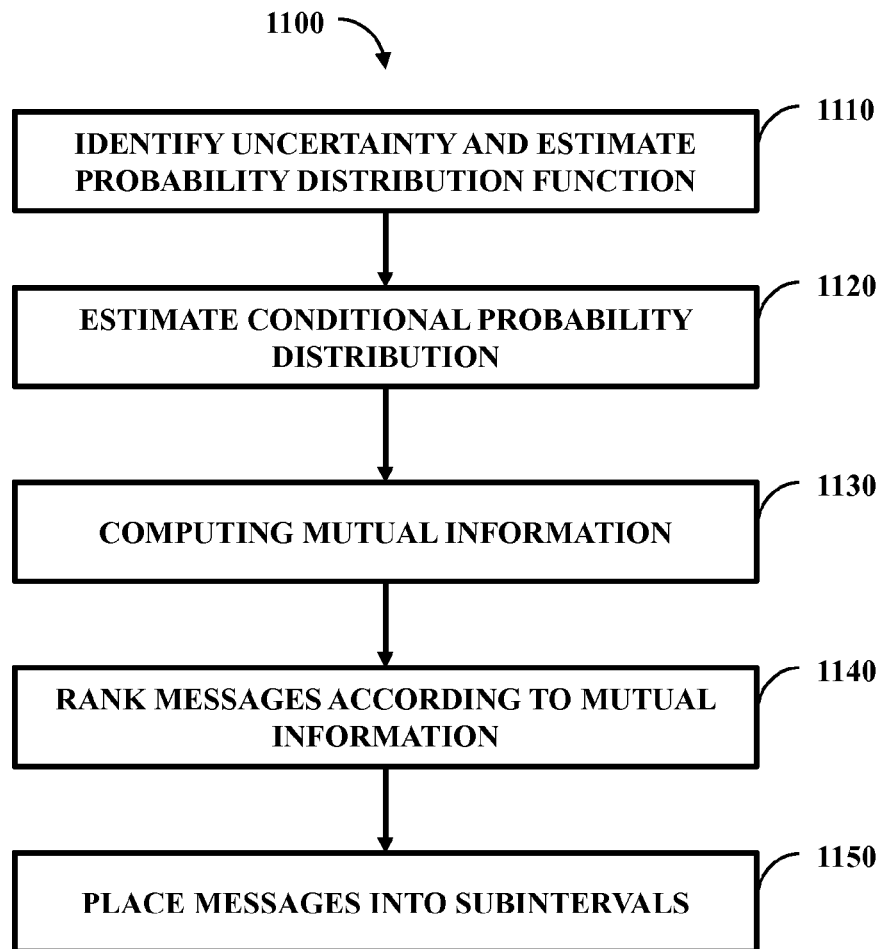 1100
1110
IDENTIFY UNCERTAINTY AND ESTIMATE
PROBABILITY DISTRIBUTION FUNCTION
1120
ESTIMATE CONDITIONAL PROBABILITY
DISTRIBUTION
1130
COMPUTING MUTUAL INFORMATION
1140
RANK MESSAGES ACCORDING TO MUTUAL
INFORMATION
1150
PLACE MESSAGES INTO SUBINTERVALS